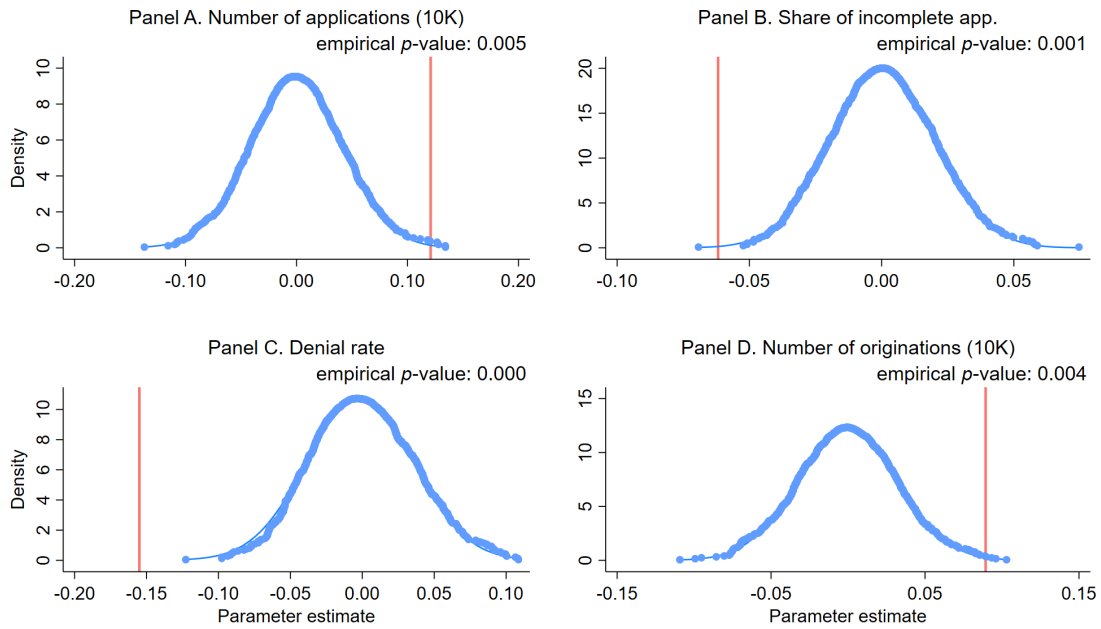 Panel A. Number of applications (10K)
empirical p-value: 0.005
Density
10
8
6
4
2
0
-0.20 -0.10 0.00 0.10 0.20
Panel B. Share of incomplete app.
empirical p-value: 0.001
20
15
10
5
0
-0.10 -0.05 0.00 0.05
Panel C. Denial rate
empirical p-value: 0.000
Density
10
8
6
4
2
0
-0.20 -0.15 -0.10 -0.05 0.00 0.05 0.10
Parameter estimate
Panel D. Number of originations (10K)
empirical p-value: 0.004
15
10
5
0
-0.15 -0.05 0.05 0.15
Parameter estimate